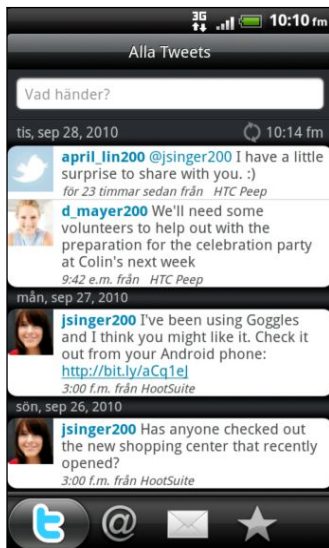 3G
10:10 fm
Alla Tweets
Vad händer?
tis, sep 28, 2010
10:14 fm
april_lin200 @jsinger200 I have a little
surprise to share with you. :)
för 23 timmar sedan från HTC Peep
d_mayer200 We'll need some
volunteers to help out with the
preparation for the celebration party
at Colin's next week
9:42 e.m. från HTC Peep
mån, sep 27, 2010
jsinger200 I've been using Goggles
and I think you might like it. Check it
out from your Android phone:
http://bit.ly/aCq1eJ
3:00 f.m. från HootSuite
sön, sep 26, 2010
jsinger200 Has anyone checked out
the new shopping center that recently
opened?
3:00 f.m. från HootSuite
t
@